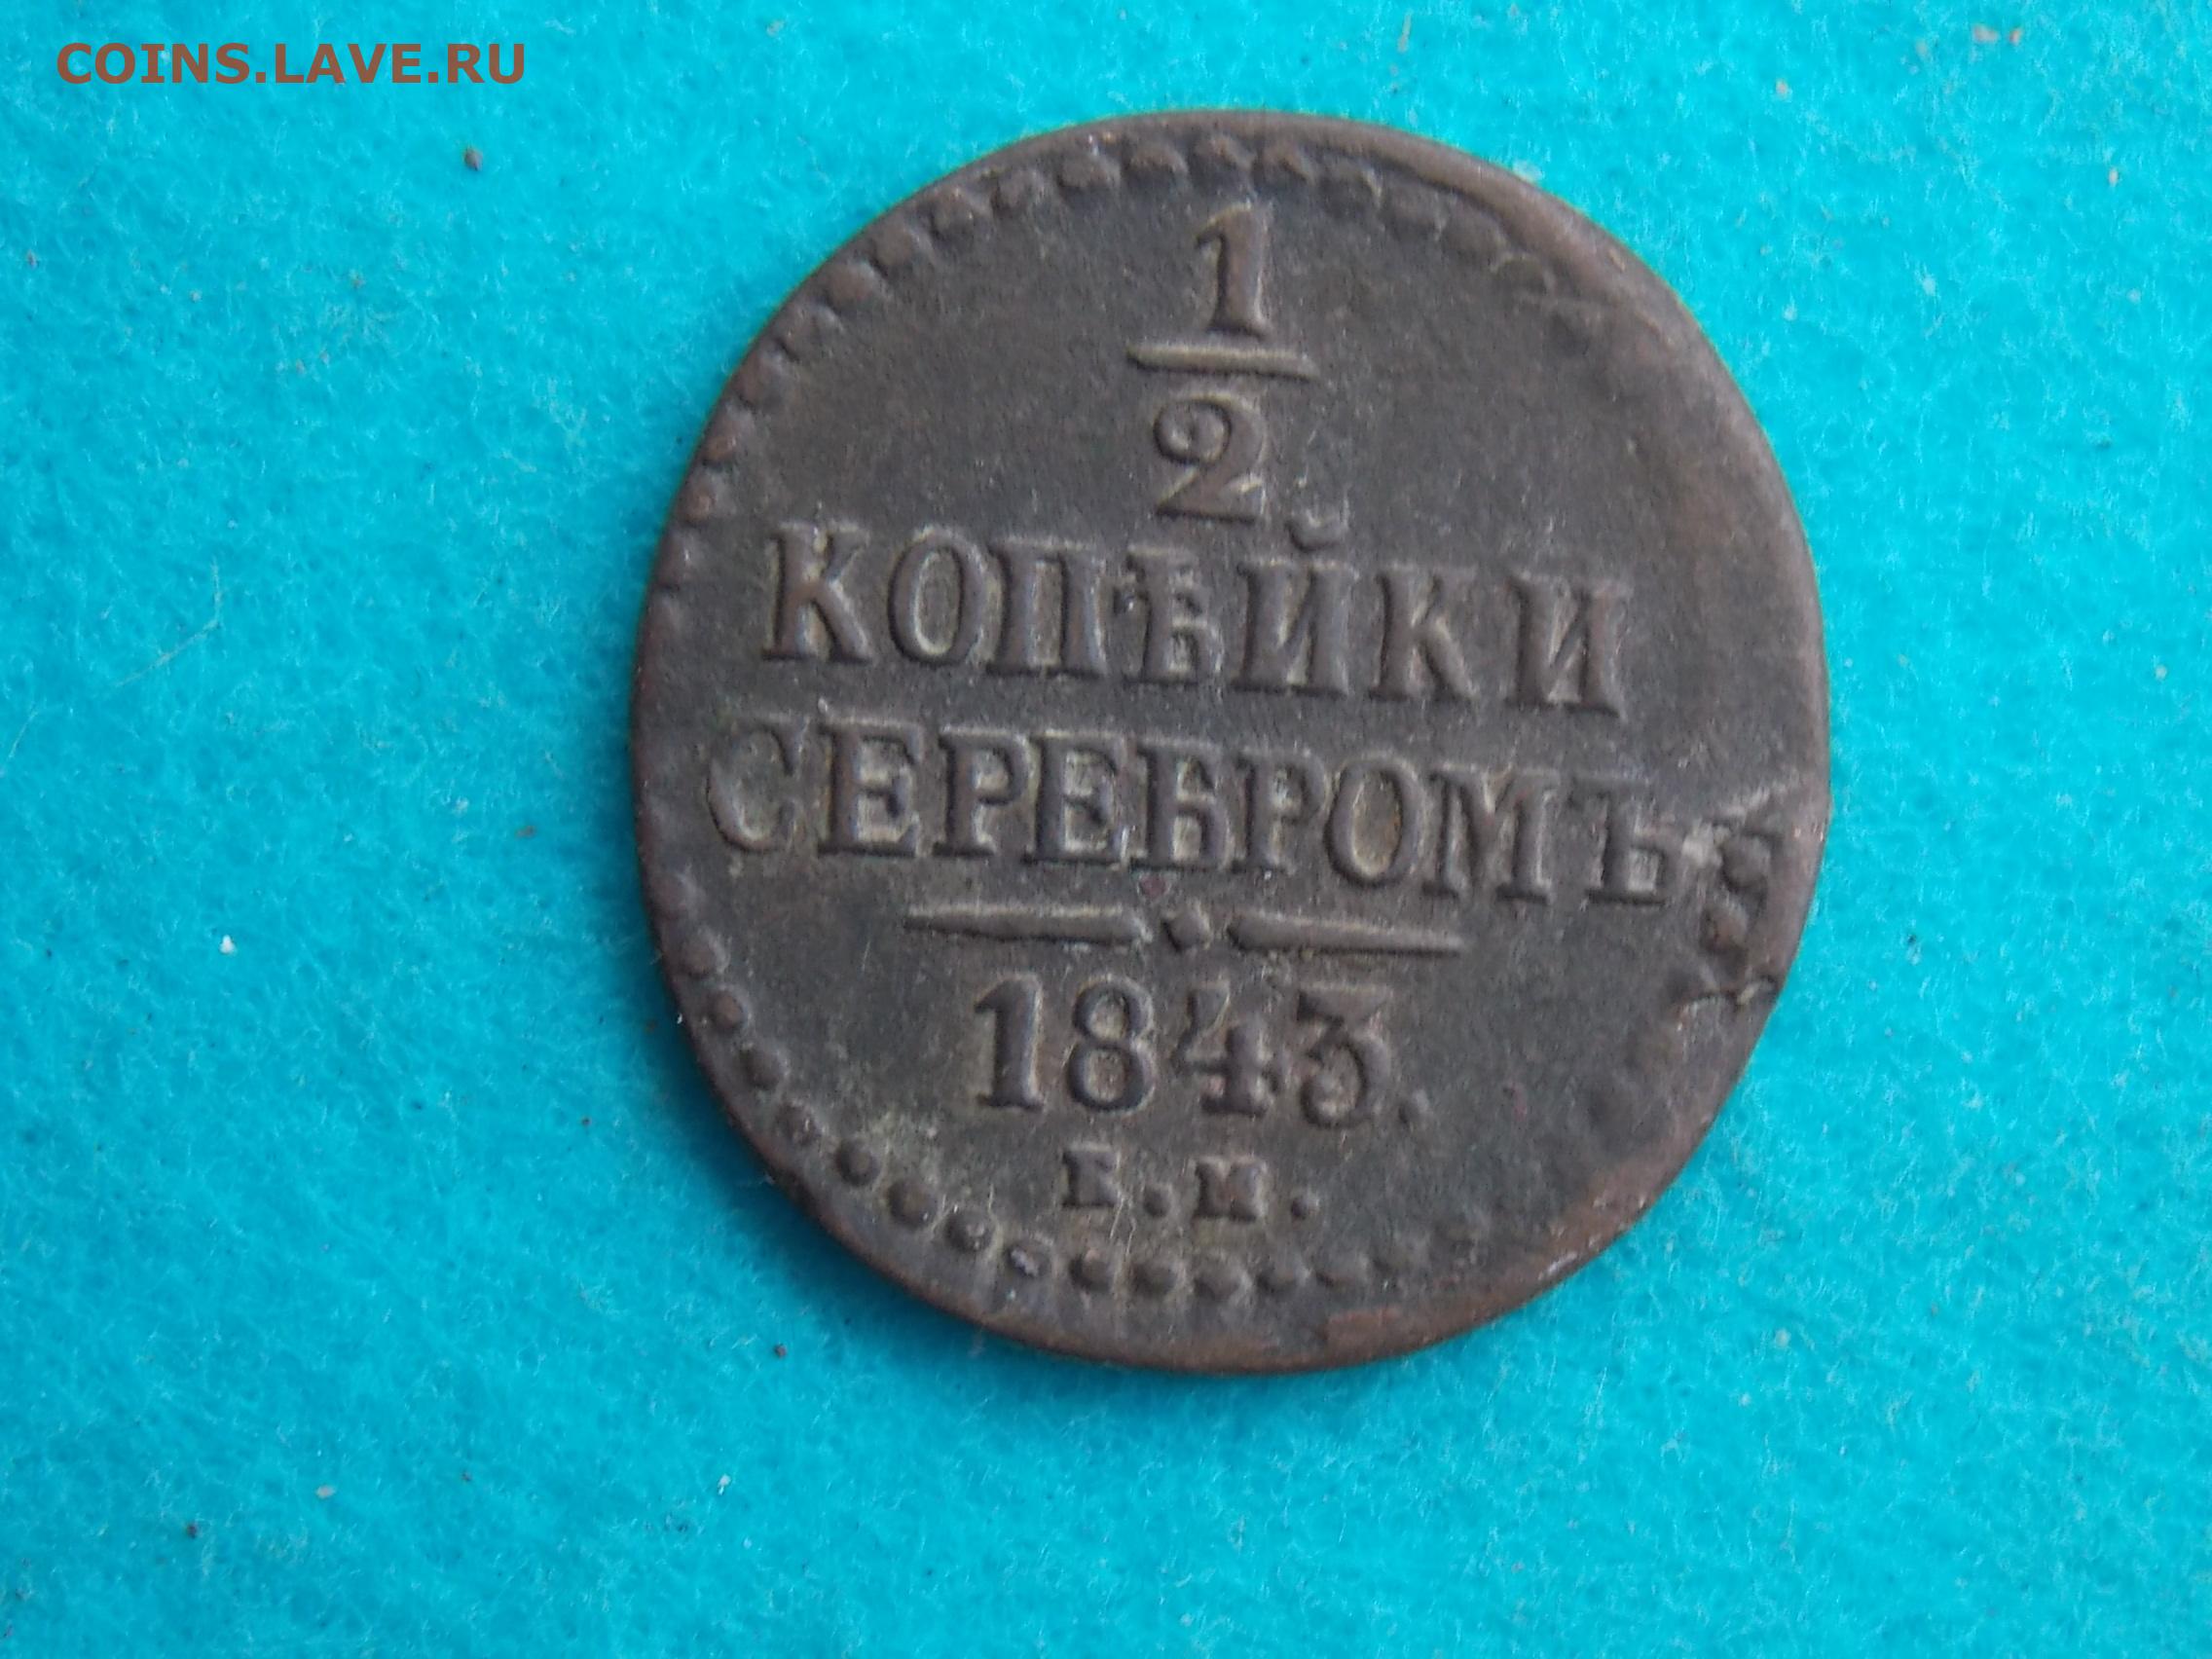 COINS.LAVE.RU
1
2
КОПѢЙКИ
СЕРЕБРОМЪ
1843.
Е.М.